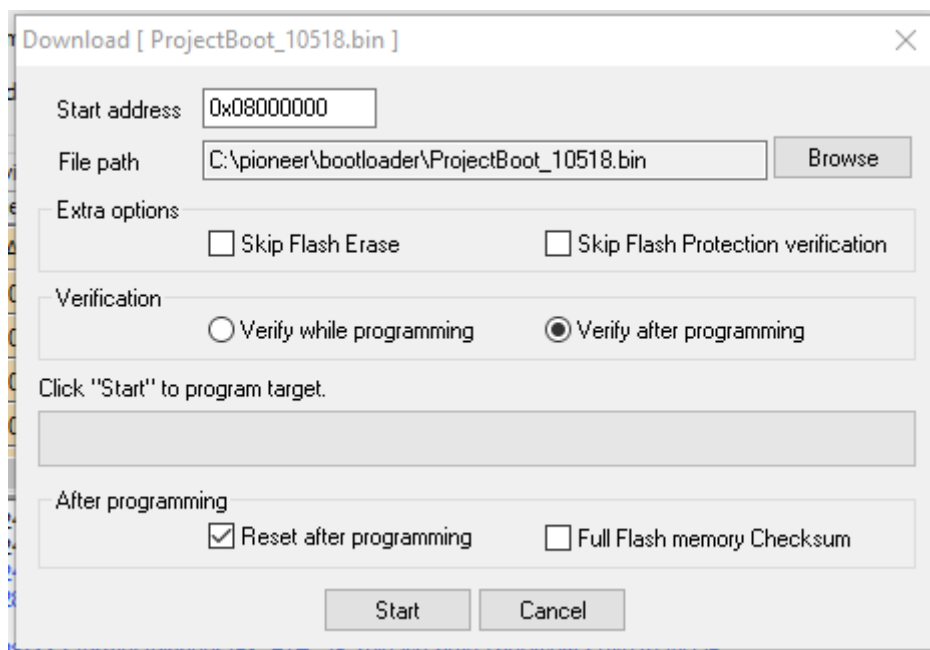 Download [ ProjectBoot_10518.bin ]
Start address 0x08000000
File path C:\pioneer\bootloader\ProjectBoot_10518.bin Browse
Extra options
Skip Flash Erase Skip Flash Protection verification
Verification
Verify while programming Verify after programming
Click "Start" to program target.
After programming
Reset after programming Full Flash memory Checksum
Start Cancel